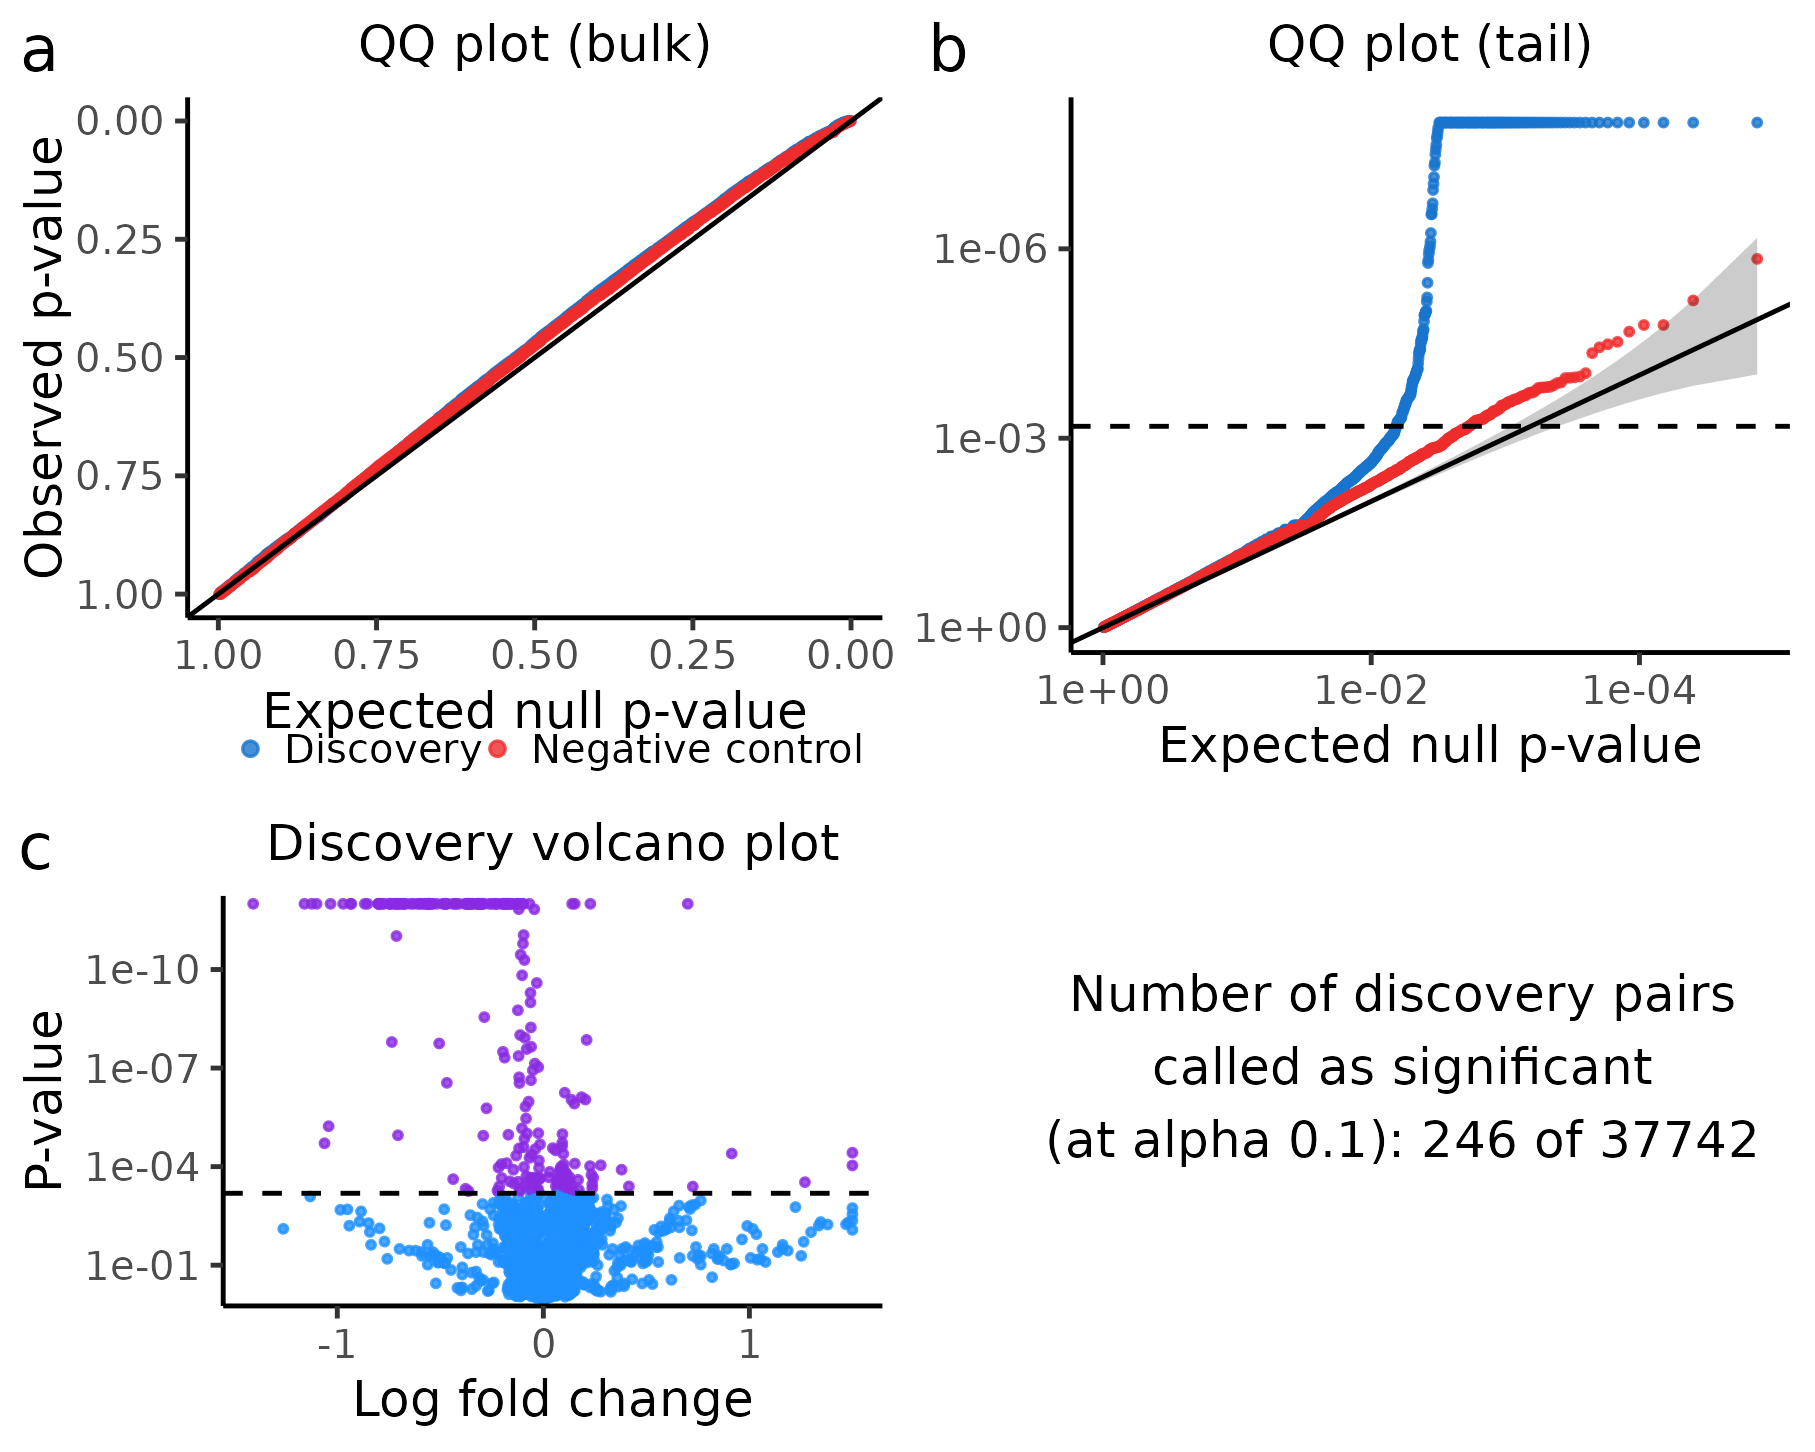 a
QQ plot (bulk)
Observed p-value
0.00
0.25
0.50
0.75
1.00
1.00 0.75 0.50 0.25 0.00
Expected null p-value
Discovery Negative control
b
QQ plot (tail)
1e-06
1e-03
1e+00
1e+00 1e-02 1e-04
Expected null p-value
c
Discovery volcano plot
P-value
1e-10
1e-07
1e-04
1e-01
-1 0 1
Log fold change
Number of discovery pairs
called as significant
(at alpha 0.1): 246 of 37742